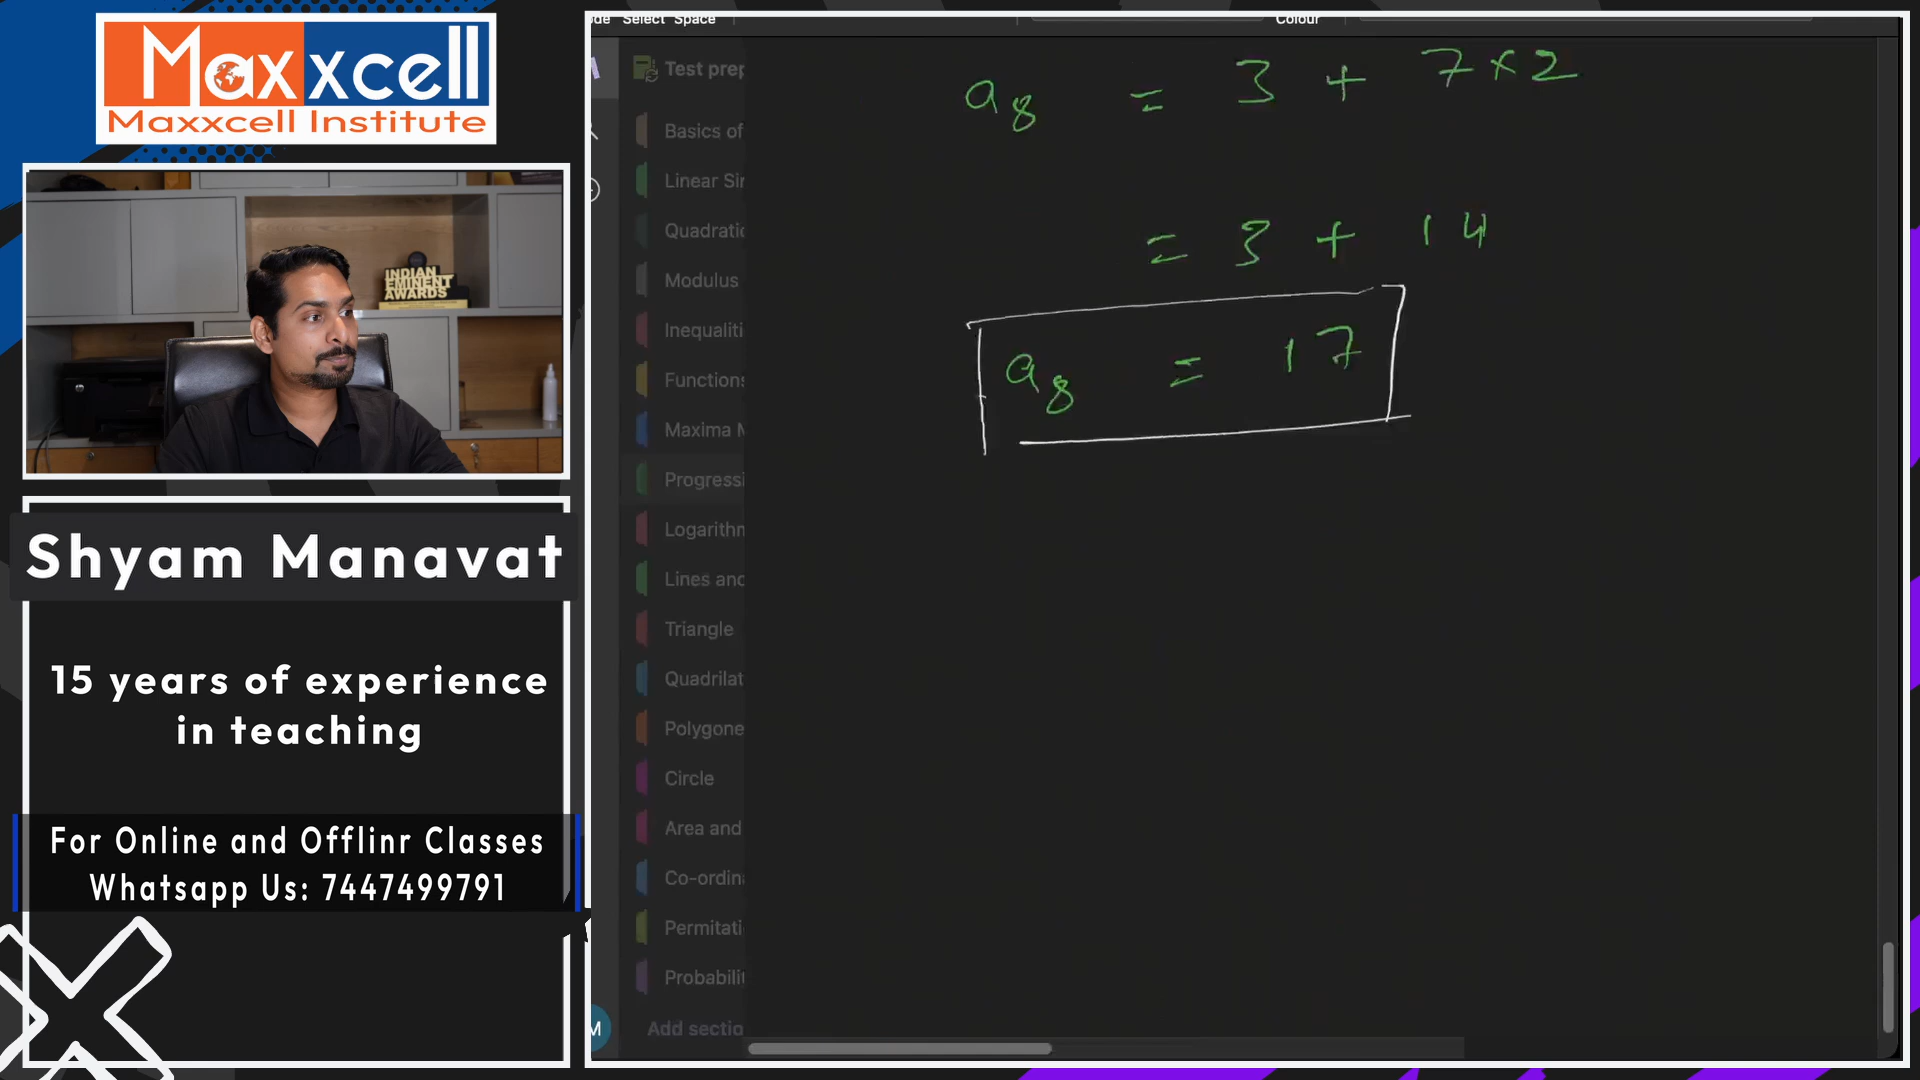 Maxxcell
Maxxcell Institute
INDIAN
EMINENT
AWARDS
Shyam Manavat
15 years of experience
in teaching
For Online and Offlinr Classes
Whatsapp Us: 7447499791
Select Space
Colour
Test prep
Basics of
Linear Sir
Quadratic
Modulus
Inequaliti
Functions
Maxima M
Progressi
Logarithm
Lines and
Triangle
Quadrilat
Polygone
Circle
Area and
Co-ordina
Permitati
Probabilit
M
Add sectio
a₈ = 3 + 7×2
= 3 + 14
a₈ = 17